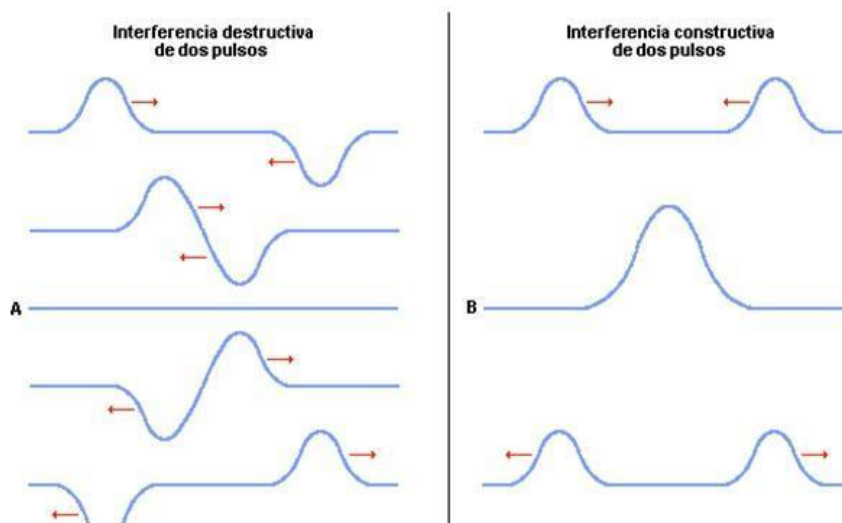 Interferencia destructiva
de dos pulsos
A
Interferencia constructiva
de dos pulsos
B